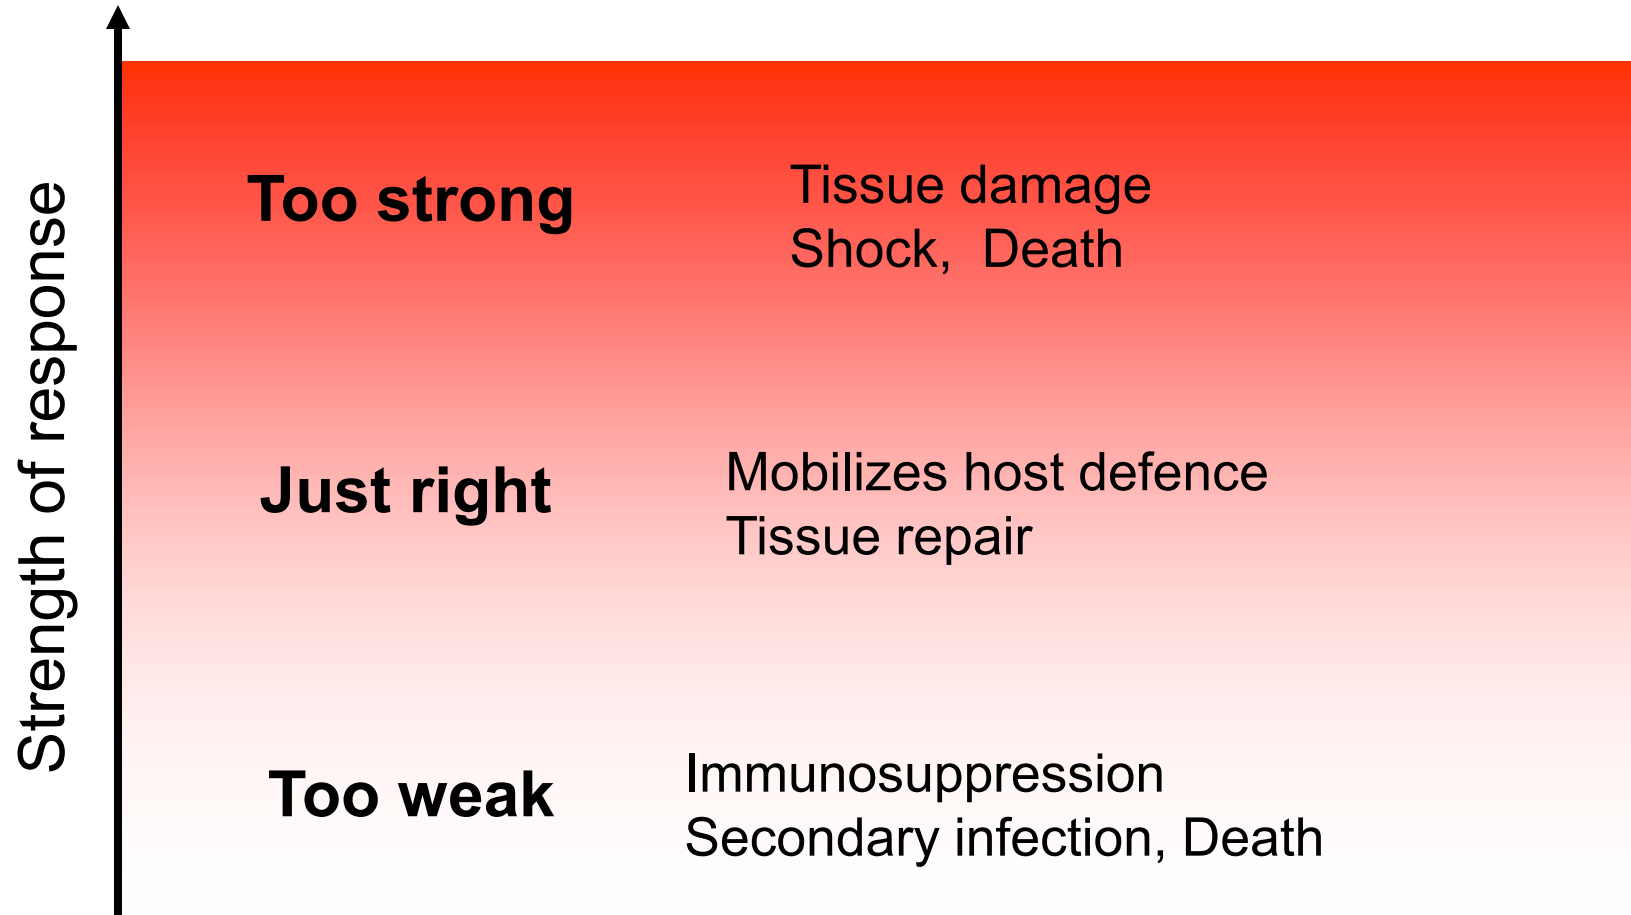 Strength of response
Too strong
Tissue damage
Shock, Death
Just right
Mobilizes host defence
Tissue repair
Too weak
Immunosuppression
Secondary infection, Death